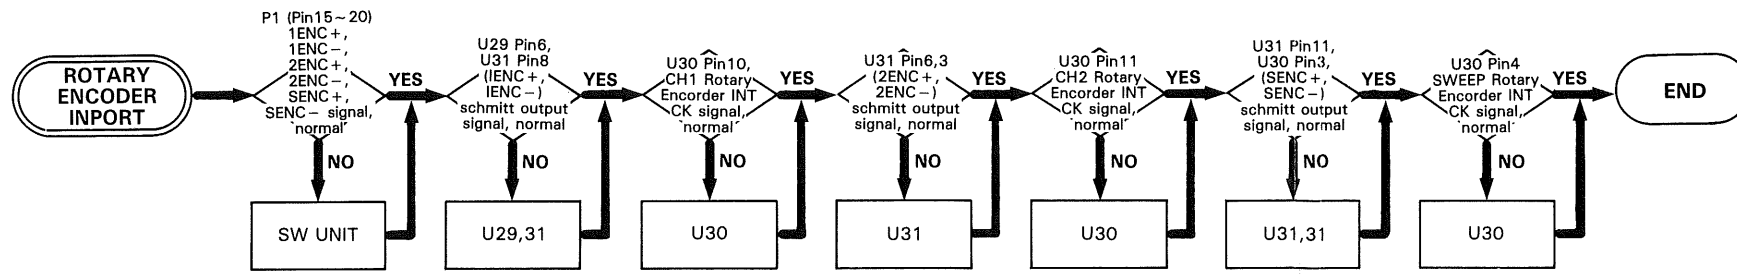 ROTARY
ENCODER
INPORT
P1 (Pin15~20)
1ENC+,
1ENC−,
2ENC+,
2ENC−,
SENC+,
SENC− signal,
normal
YES
NO
SW UNIT
U29 Pin6,
U31 Pin8
(IENC+,
IENC−)
schmitt output
signal, normal
YES
NO
U29,31
U30 Pin10,
CH1 Rotary
Encorder INT
CK signal,
normal
YES
NO
U30
U31 Pin6,3
(2ENC+,
2ENC−)
schmitt output
signal, normal
YES
NO
U31
U30 Pin11
CH2 Rotary
Encorder INT
CK signal,
normal
YES
NO
U30
U31 Pin11,
U30 Pin3,
(SENC+,
SENC−)
schmitt output
signal, normal
YES
NO
U31,31
U30 Pin4
SWEEP Rotary
Encorder INT
CK signal,
normal
YES
NO
U30
END